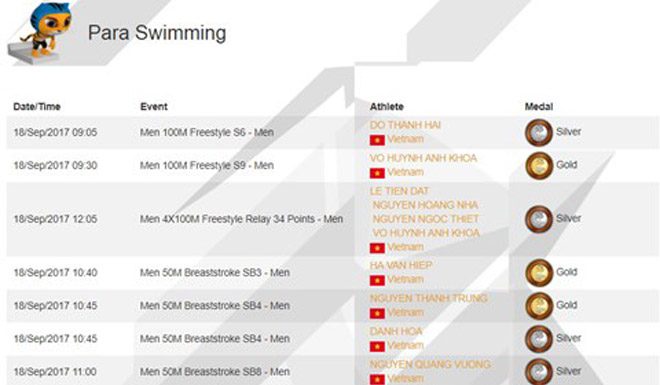 Para Swimming
Date/Time Event Athlete Medal
18/Sep/2017 09:05 Men 100M Freestyle S6 - Men DO THANH HAI Vietnam Silver
18/Sep/2017 09:30 Men 100M Freestyle S9 - Men VO HUYNH ANH KHOA Vietnam Gold
18/Sep/2017 12:05 Men 4X100M Freestyle Relay 34 Points - Men LE TIEN DAT
NGUYEN HOANG NHA
NGUYEN NGOC THIET
VO HUYNH ANH KHOA
Vietnam Silver
18/Sep/2017 10:40 Men 50M Breaststroke SB3 - Men HA VAN HIEP Vietnam Gold
18/Sep/2017 10:45 Men 50M Breaststroke SB4 - Men NGUYEN THANH TRUNG Vietnam Gold
18/Sep/2017 10:45 Men 50M Breaststroke SB4 - Men DANH HOA Vietnam Silver
18/Sep/2017 11:00 Men 50M Breaststroke SB8 - Men NGUYEN QUANG VUONG Vietnam Silver